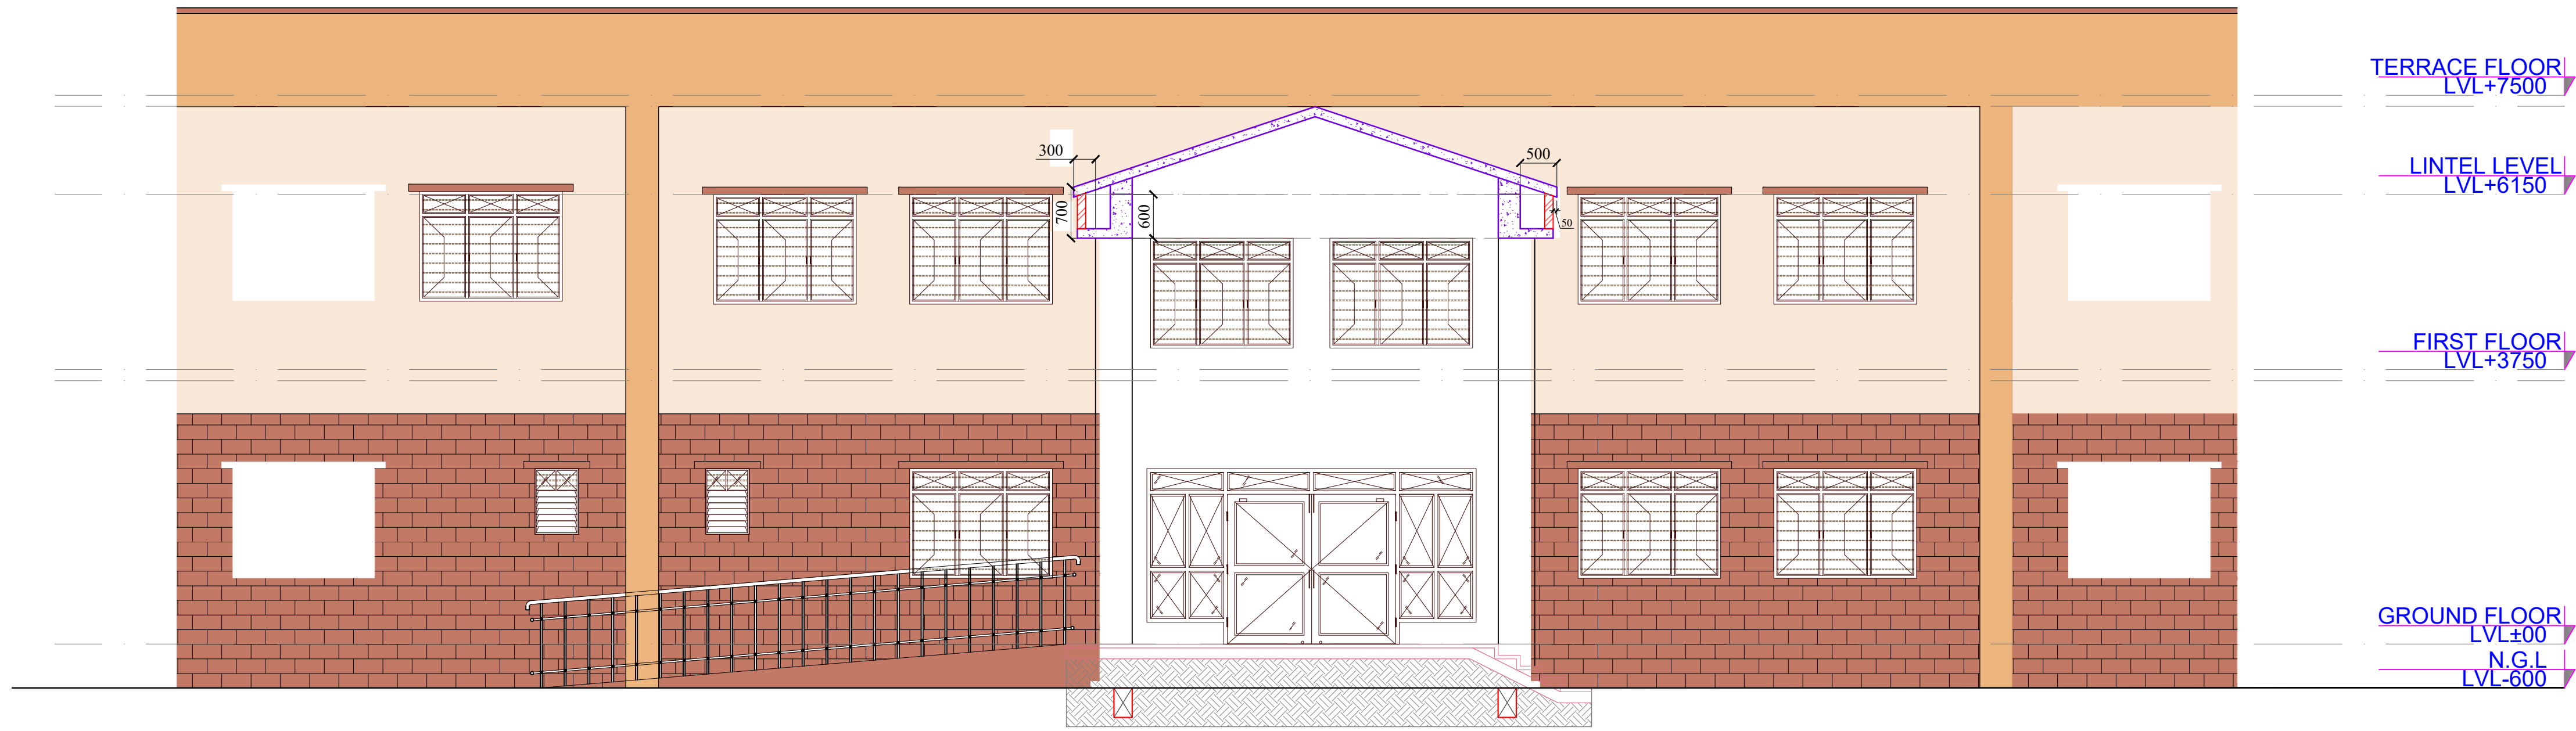 TERRACE FLOOR
LVL+7500
300
500
LINTEL LEVEL
LVL+6150
700
600
50
FIRST FLOOR
LVL+3750
GROUND FLOOR
LVL±00
N.G.L
LVL-600